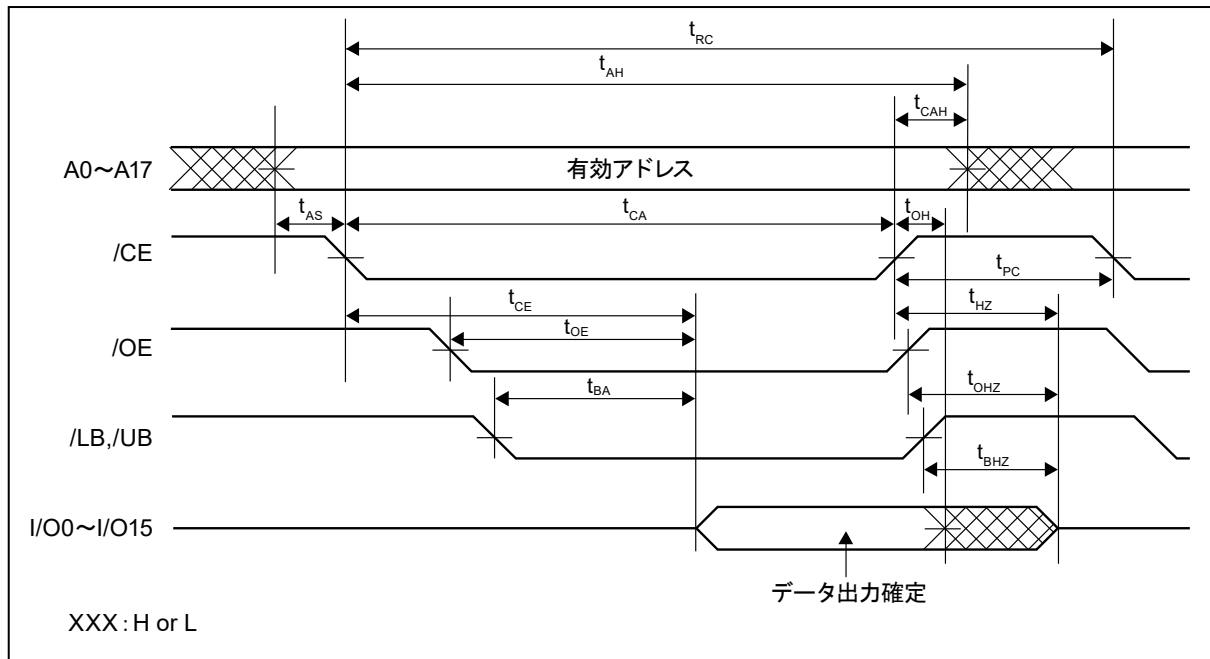 tRC
tAH
tCAH
A0～A17
有効アドレス
tAS
tCA
tOH
/CE
tPC
tCE
tHZ
/OE
tOE
tOHZ
tBA
/LB,/UB
tBHZ
I/O0～I/O15
データ出力確定
XXX : H or L